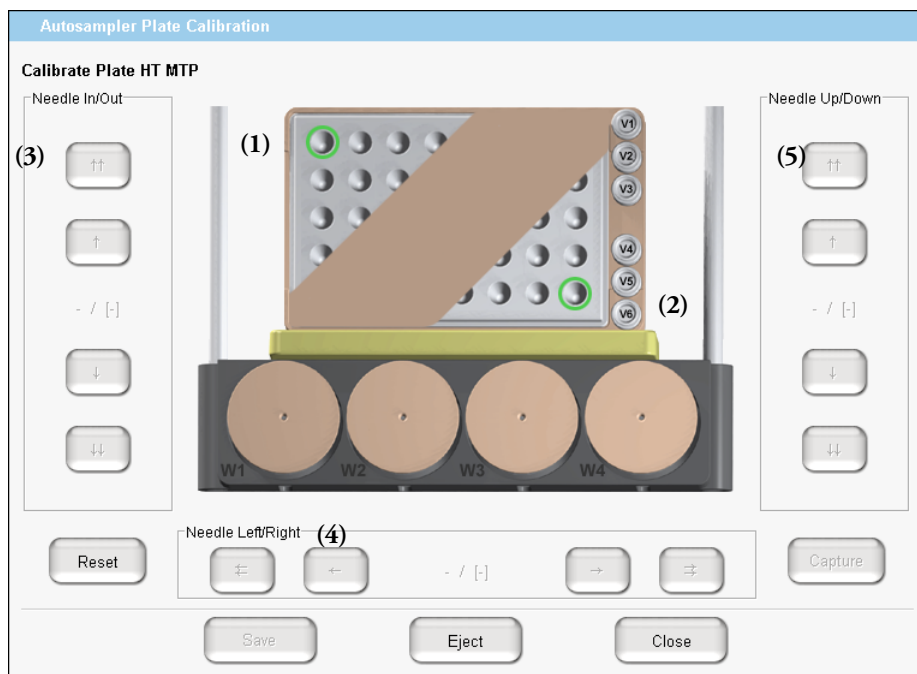 Autosampler Plate Calibration
Calibrate Plate HT MTP
Needle In/Out
Needle Up/Down
(1)
V1
(3)
(5)
↑↑
↑↑
V2
V3
↑
↑
V4
- / [-]
- / [-]
V5
(2)
V6
↓
↓
↓↓
↓↓
W1 W2 W3 W4
Needle Left/Right
(4)
Reset
⇇ ← - / [-] → ⇉
Capture
Save Eject Close